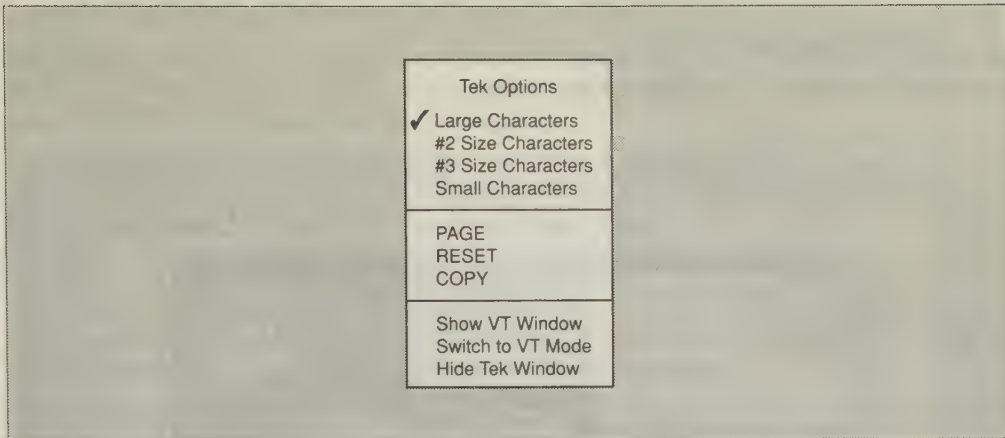 Tek Options
✓ Large Characters
#2 Size Characters
#3 Size Characters
Small Characters
PAGE
RESET
COPY
Show VT Window
Switch to VT Mode
Hide Tek Window